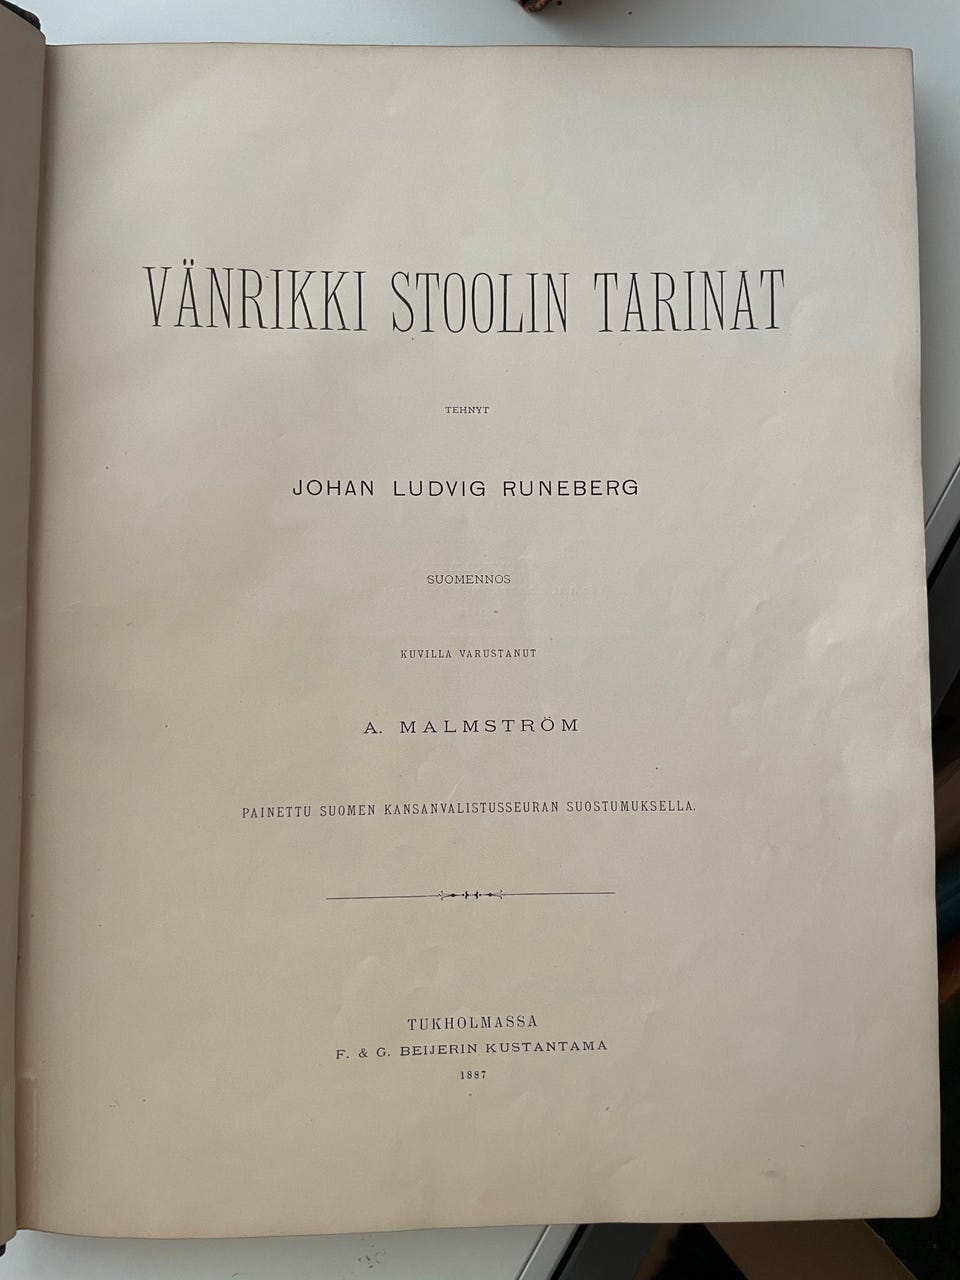 VÄNRIKKI STOOLIN TARINAT
TEHNYT
JOHAN LUDVIG RUNEBERG
SUOMENNOS
KUVILLA VARUSTANUT
A. MALMSTRÖM
PAINETTU SUOMEN KANSANVALISTUSSEURAN SUOSTUMUKSELLA.
TUKHOLMASSA
F. & G. BEIJERIN KUSTANTAMA
1887